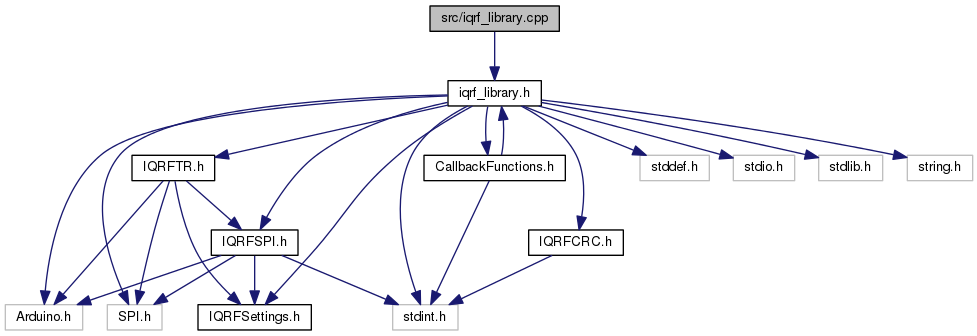 src/iqrf_library.cpp
iqrf_library.h
IQRFTR.h
CallbackFunctions.h
stddef.h
stdio.h
stdlib.h
string.h
IQRFSPI.h
IQRFCRC.h
Arduino.h
SPI.h
IQRFSettings.h
stdint.h